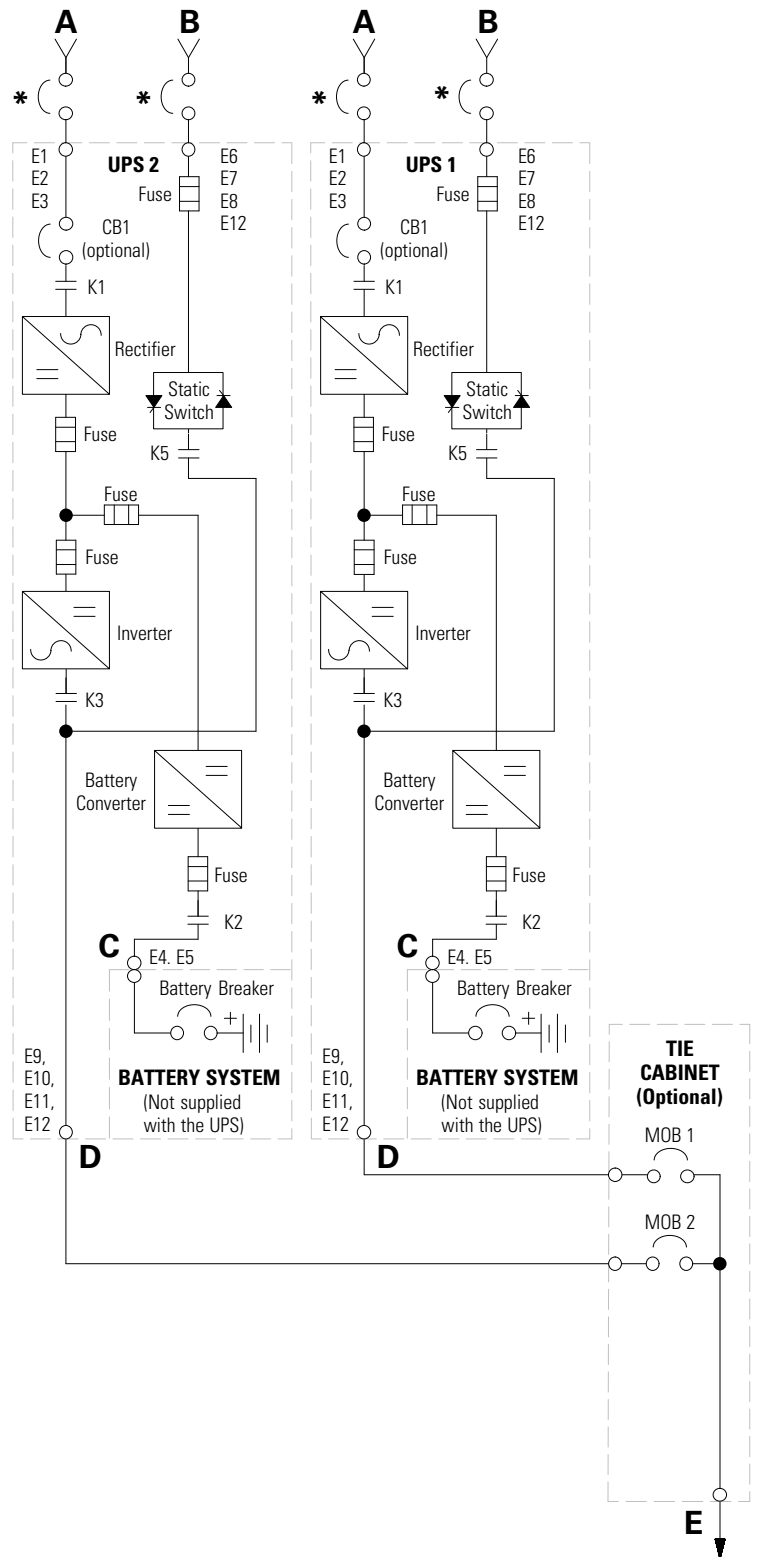 A
B
A
B
*
*
*
*
E1
E2
E3
UPS 2
Fuse
E6
E7
E8
E12
CB1
(optional)
K1
Rectifier
Static
Switch
Fuse
K5
Fuse
Fuse
Inverter
K3
Battery
Converter
Fuse
K2
C
E4. E5
Battery Breaker
+
BATTERY SYSTEM
(Not supplied
with the UPS)
E9,
E10,
E11,
E12
D
E1
E2
E3
UPS 1
Fuse
E6
E7
E8
E12
CB1
(optional)
K1
Rectifier
Static
Switch
Fuse
K5
Fuse
Fuse
Inverter
K3
Battery
Converter
Fuse
K2
C
E4. E5
Battery Breaker
+
BATTERY SYSTEM
(Not supplied
with the UPS)
E9,
E10,
E11,
E12
D
TIE
CABINET
(Optional)
MOB 1
MOB 2
E